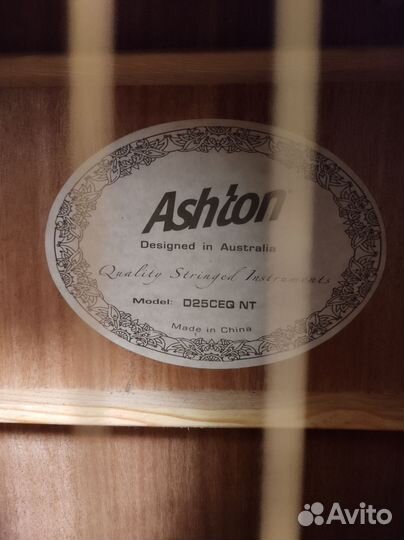 Ashton
Designed in Australia
Quality Stringed Instruments
Model: D25CEQ NT
Made in China
Avito